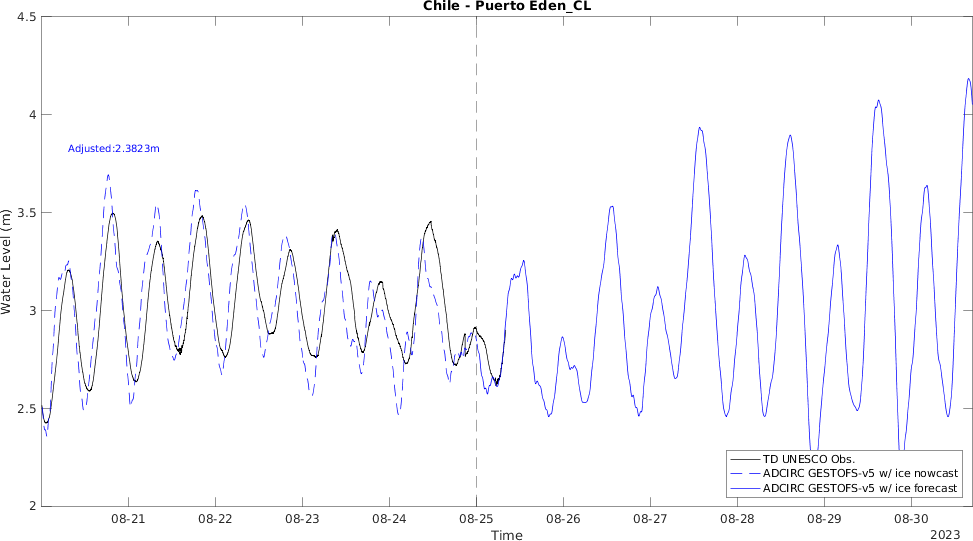 Chile - Puerto Eden_CL
4.5
4
3.5
3
2.5
2
Water Level (m)
Adjusted:2.3823m
TD UNESCO Obs.
ADCIRC GESTOFS-v5 w/ ice nowcast
ADCIRC GESTOFS-v5 w/ ice forecast
08-21 08-22 08-23 08-24 08-25 08-26 08-27 08-28 08-29 08-30
Time
2023